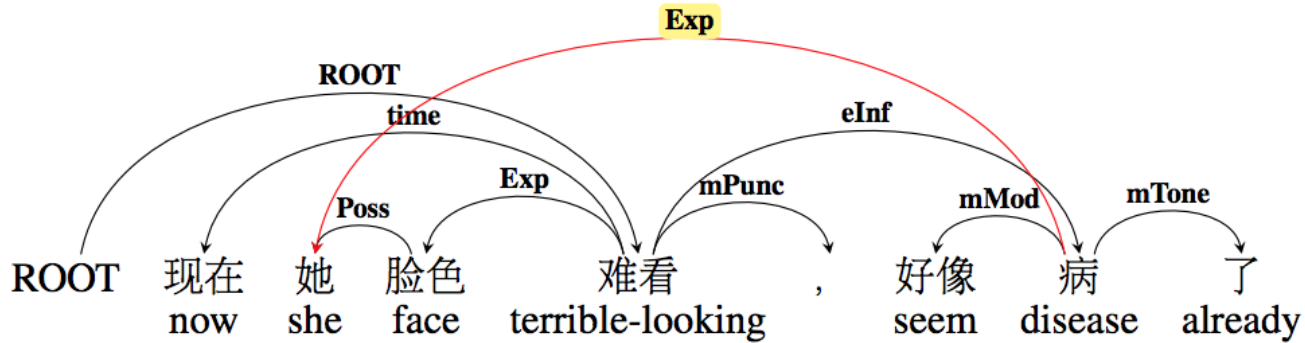 Exp
ROOT
time
eInf
Exp
mPunc
Poss
mMod
mTone
ROOT 现在 她 脸色 难看 , 好像 病 了
now she face terrible-looking seem disease already